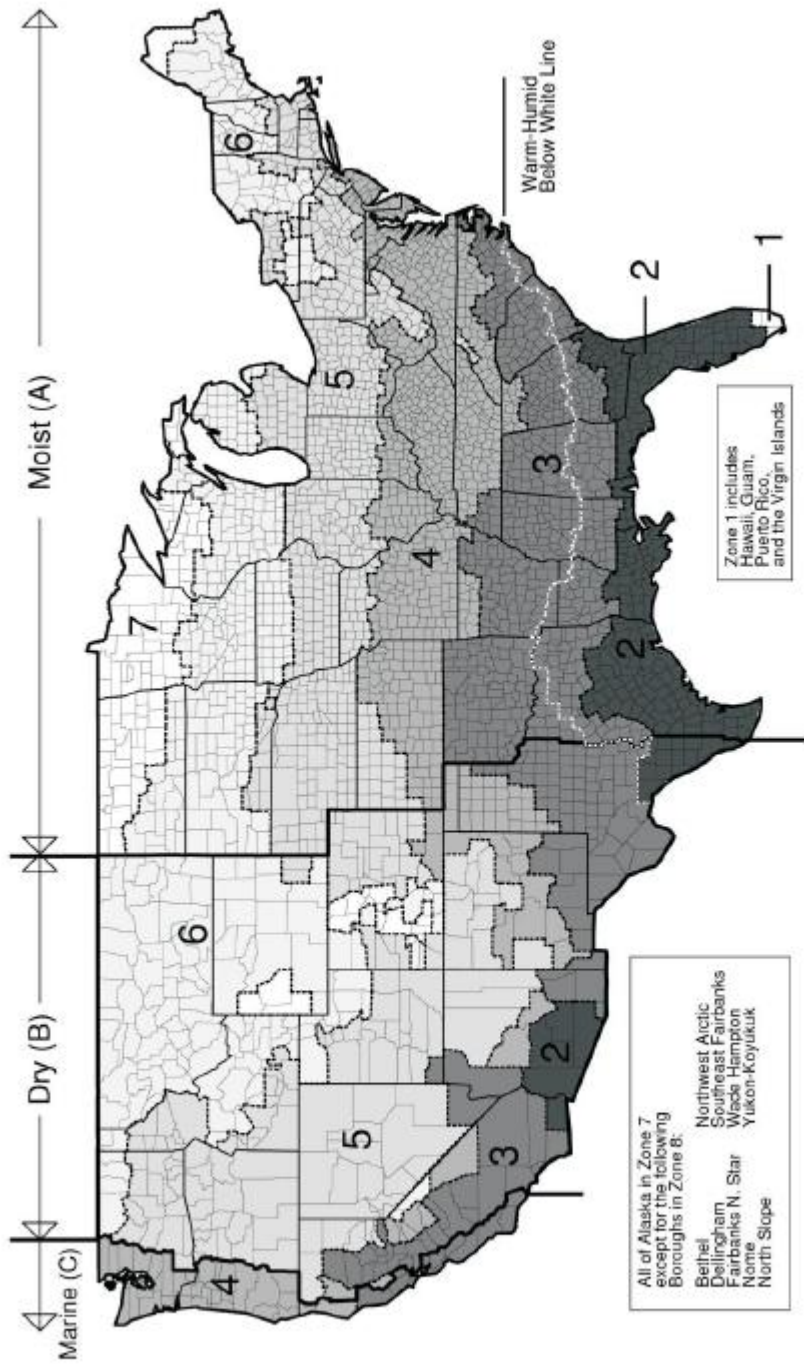 Marine (C)
Dry (B)
Moist (A)
7
6
6
5
5
4
4
3
3
2
2
2
1
Warm-Humid
Below White Line
All of Alaska in Zone 7
except for the following
Boroughs in Zone 8:
Bethel
Dellingham
Fairbanks N. Star
Nome
North Slope
Northwest Arctic
Southeast Fairbanks
Wade Hampton
Yukon-Koyukuk
Zone 1 includes
Hawaii, Guam,
Puerto Rico,
and the Virgin Islands